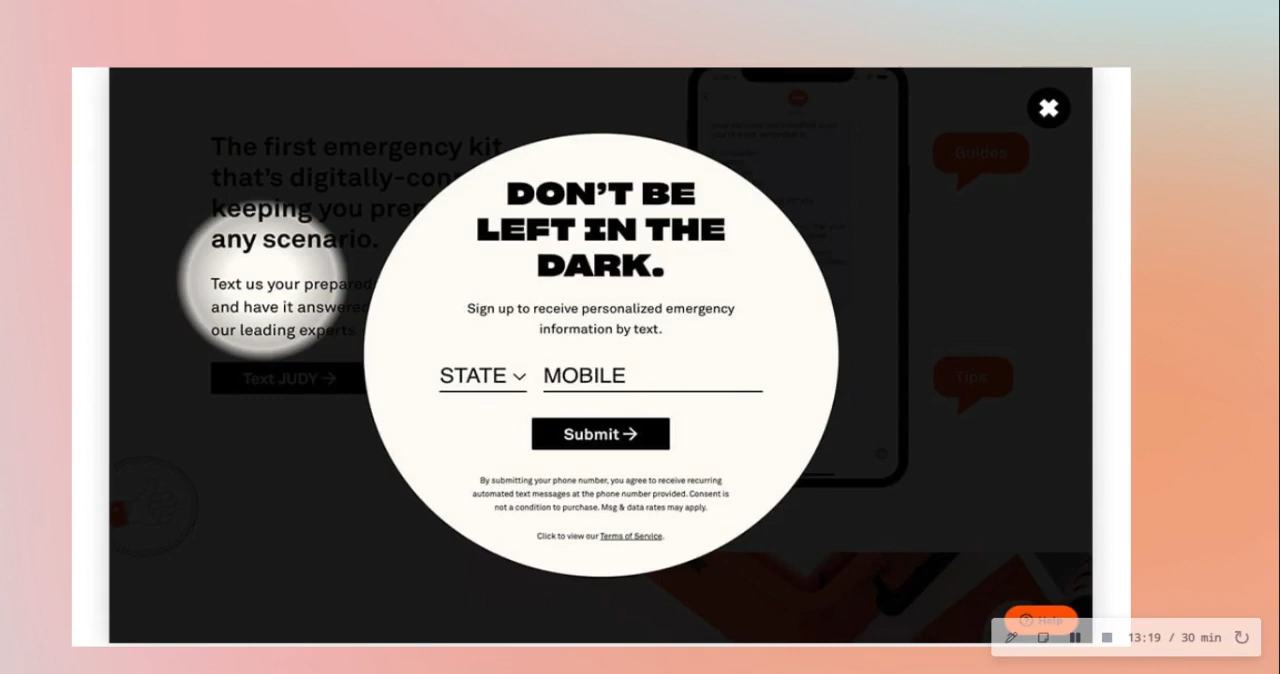 The first emergency kit
that's digitally-con
keeping you prep
any scenario.
Text us your prepared
and have it answered
our leading experts
Text JUDY →
DON'T BE
LEFT IN THE
DARK.
Sign up to receive personalized emergency
information by text.
STATE MOBILE
Submit →
By submitting your phone number, you agree to receive recurring
automated text messages at the phone number provided. Consent is
not a condition to purchase. Msg & data rates may apply.
Click to view our Terms of Service.
Guides
Tips
Help
13:19 / 30 min